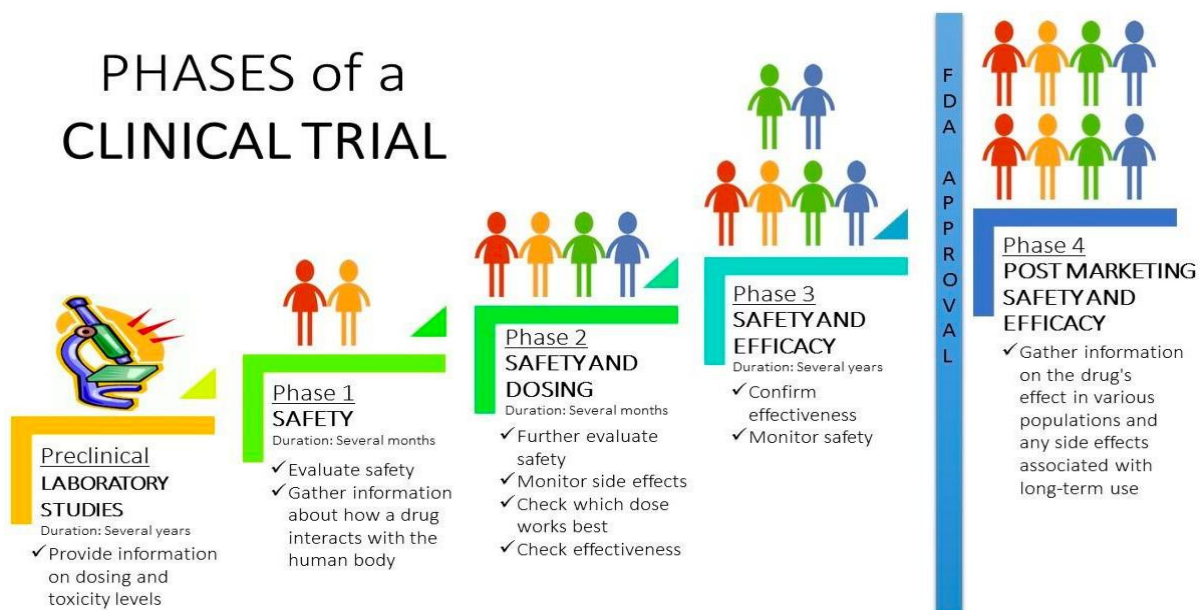 PHASES of a
CLINICAL TRIAL
Preclinical
LABORATORY
STUDIES
Duration: Several years
✓Provide information
on dosing and
toxicity levels
Phase 1
SAFETY
Duration: Several months
✓Evaluate safety
✓Gather information
about how a drug
interacts with the
human body
Phase 2
SAFETY AND
DOSING
Duration: Several months
✓Further evaluate
safety
✓Monitor side effects
✓Check which dose
works best
✓Check effectiveness
Phase 3
SAFETY AND
EFFICACY
Duration: Several years
✓Confirm
effectiveness
✓Monitor safety
FDA APPROVAL
Phase 4
POST MARKETING
SAFETY AND
EFFICACY
✓Gather information
on the drug's
effect in various
populations and
any side effects
associated with
long-term use